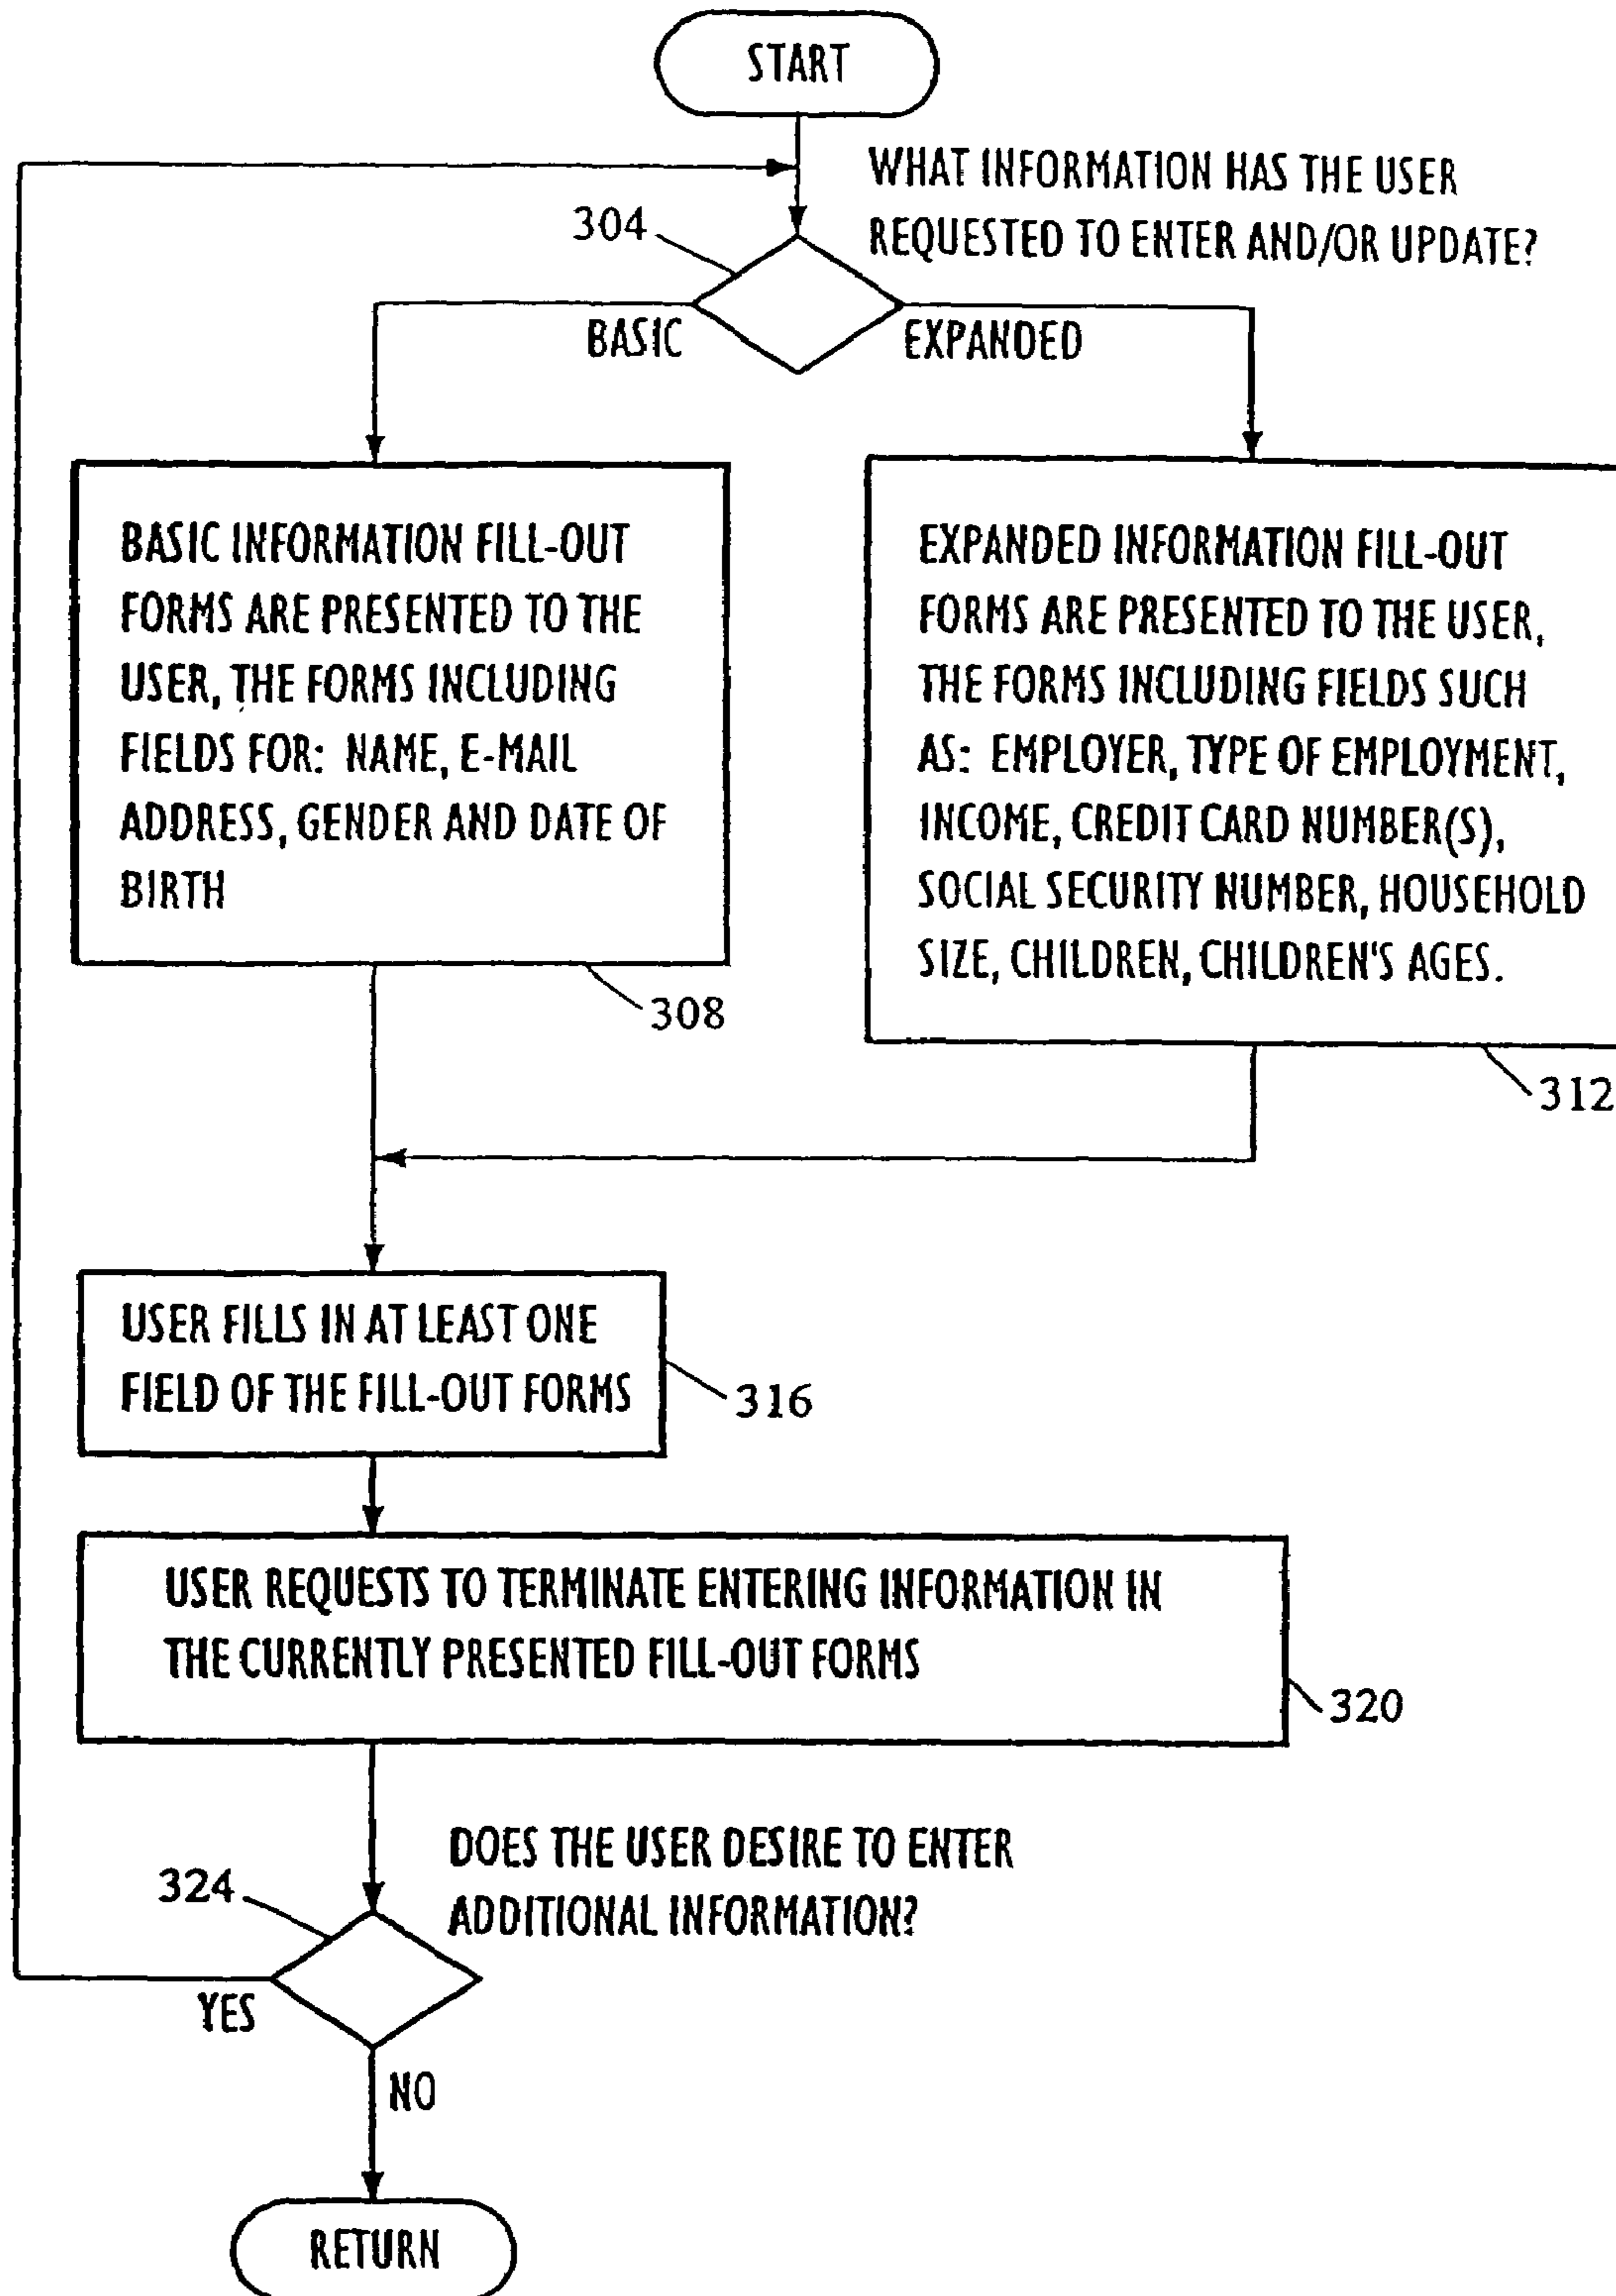 START
WHAT INFORMATION HAS THE USER
REQUESTED TO ENTER AND/OR UPDATE?
304
BASIC
EXPANDED
BASIC INFORMATION FILL-OUT
FORMS ARE PRESENTED TO THE
USER, THE FORMS INCLUDING
FIELDS FOR: NAME, E-MAIL
ADDRESS, GENDER AND DATE OF
BIRTH
308
EXPANDED INFORMATION FILL-OUT
FORMS ARE PRESENTED TO THE USER,
THE FORMS INCLUDING FIELDS SUCH
AS: EMPLOYER, TYPE OF EMPLOYMENT,
INCOME, CREDIT CARD NUMBER(S),
SOCIAL SECURITY NUMBER, HOUSEHOLD
SIZE, CHILDREN, CHILDREN'S AGES.
312
USER FILLS IN AT LEAST ONE
FIELD OF THE FILL-OUT FORMS
316
USER REQUESTS TO TERMINATE ENTERING INFORMATION IN
THE CURRENTLY PRESENTED FILL-OUT FORMS
320
DOES THE USER DESIRE TO ENTER
ADDITIONAL INFORMATION?
324
YES
NO
RETURN